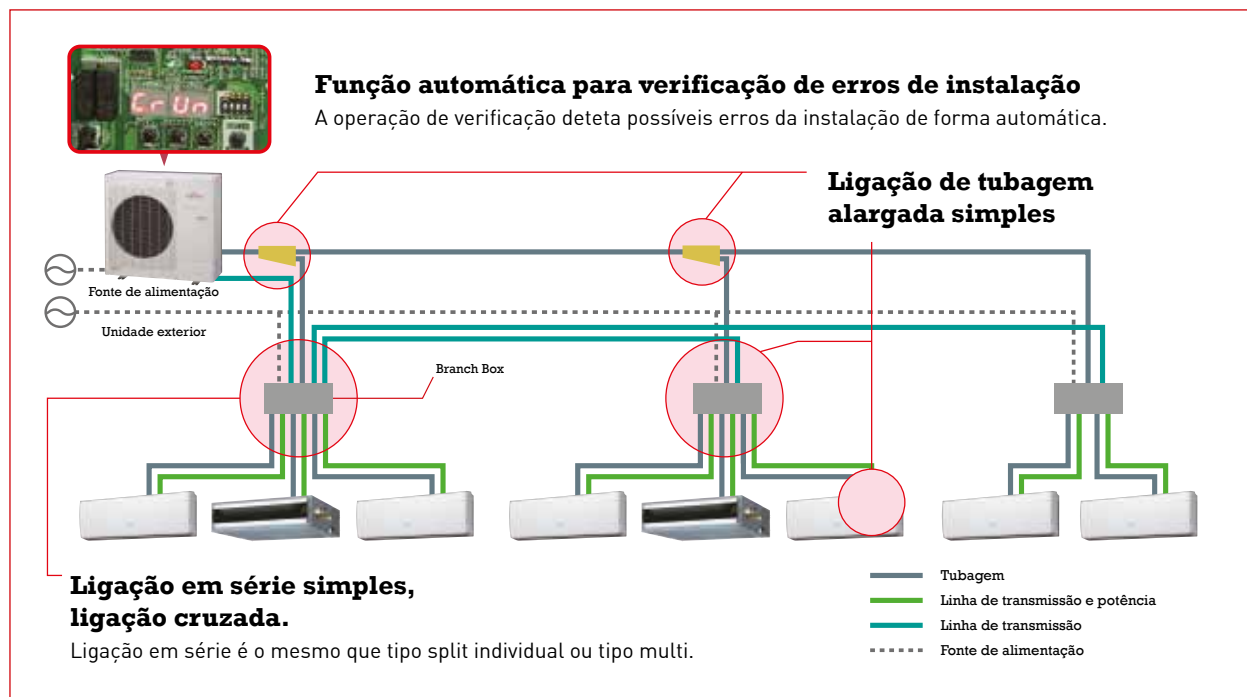 Cr Un
Função automática para verificação de erros de instalação
A operação de verificação deteta possíveis erros da instalação de forma automática.
Ligação de tubagem
alargada simples
Fonte de alimentação
Unidade exterior
Branch Box
Ligação em série simples,
ligação cruzada.
Ligação em série é o mesmo que tipo split individual ou tipo multi.
Tubagem
Linha de transmissão e potência
Linha de transmissão
Fonte de alimentação